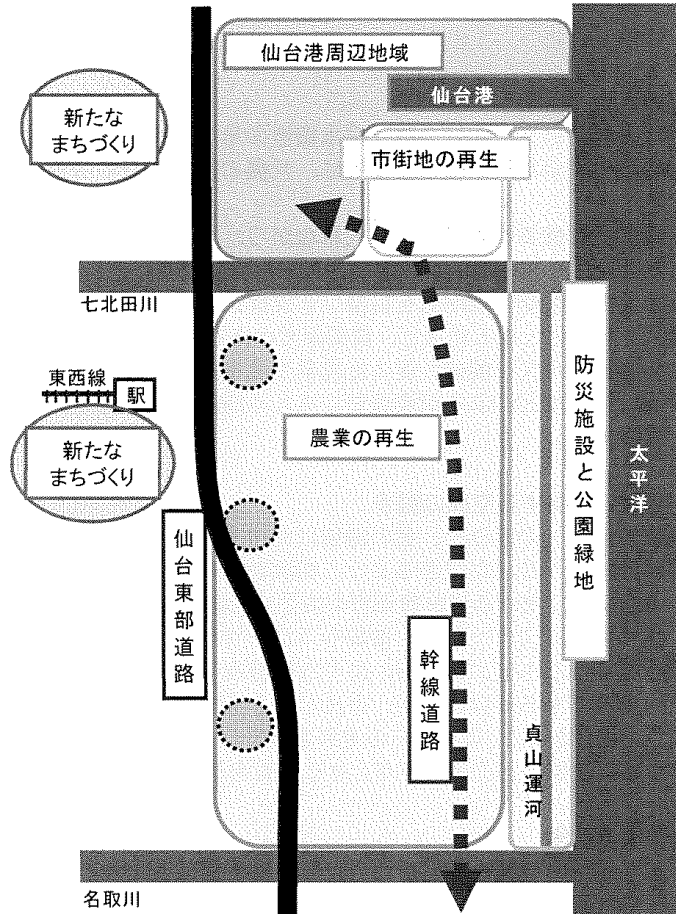 仙台港周辺地域
仙台港
新たな
まちづくり
市街地の再生
七北田川
東西線
駅
新たな
まちづくり
農業の再生
防災施設と公園緑地
太平洋
仙台東部道路
幹線道路
貞山運河
名取川